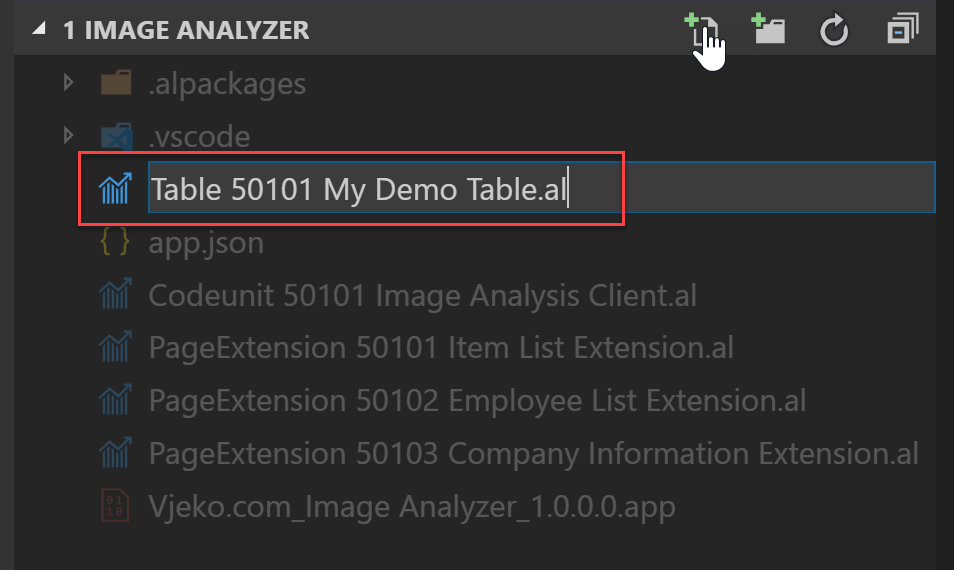 1 IMAGE ANALYZER
.alpackages
.vscode
Table 50101 My Demo Table.al
{ } app.json
Codeunit 50101 Image Analysis Client.al
PageExtension 50101 Item List Extension.al
PageExtension 50102 Employee List Extension.al
PageExtension 50103 Company Information Extension.al
Vjeko.com_Image Analyzer_1.0.0.0.app